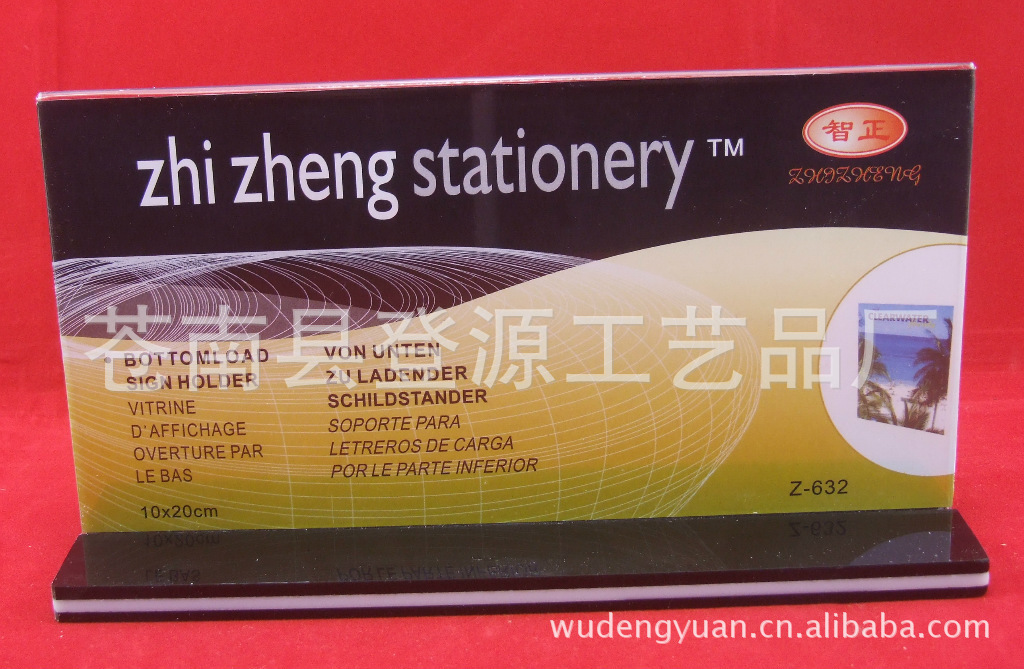 zhi zheng stationery ™
智正
ZHIZHENG
CLEARWATER
苍南县登源工艺品厂
• BOTTOMLOAD
SIGN HOLDER
VITRINE
D'AFFICHAGE
OVERTURE PAR
LE BAS
VON UNTEN
ZU LADENDER
SCHILDSTANDER
SOPORTE PARA
LETREROS DE CARGA
POR LE PARTE INFERIOR
10x20cm
Z-632
wudengyuan.cn.alibaba.com